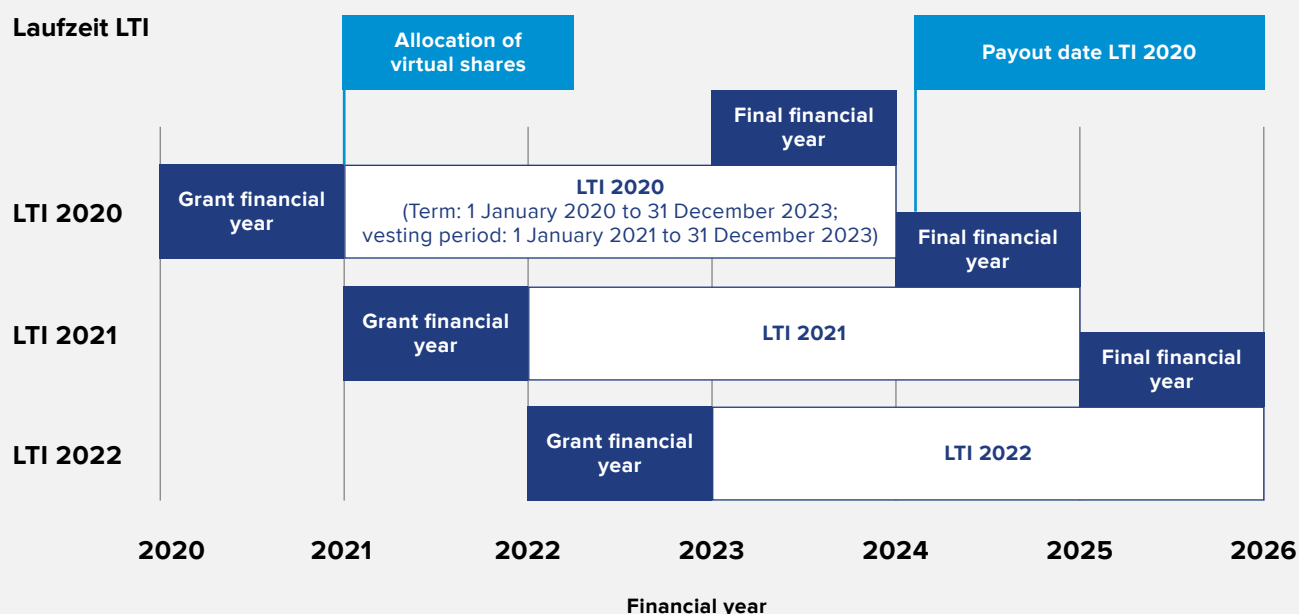 Laufzeit LTI
Allocation of
virtual shares
Payout date LTI 2020
Final financial
year
LTI 2020
Grant financial
year
LTI 2020
(Term: 1 January 2020 to 31 December 2023;
vesting period: 1 January 2021 to 31 December 2023)
Final financial
year
LTI 2021
Grant financial
year
LTI 2021
Final financial
year
LTI 2022
Grant financial
year
LTI 2022
2020
2021
2022
2023
2024
2025
2026
Financial year